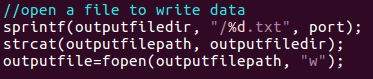 //open a file to write data
sprintf(outputfiledir, "/%d.txt", port);
strcat(outputfilepath, outputfiledir);
outputfile=fopen(outputfilepath, "w");